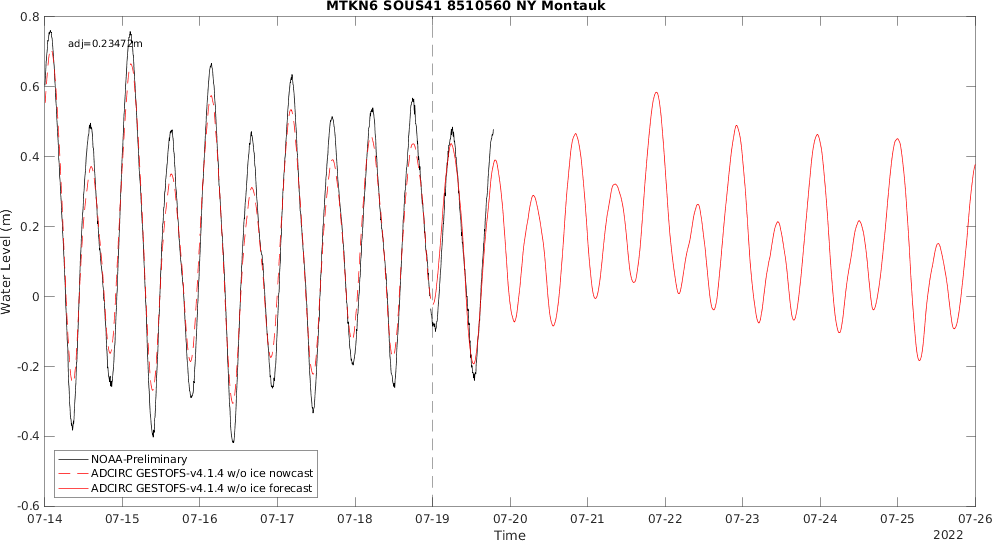 MTKN6 SOUS41 8510560 NY Montauk
adj=0.23472m
Water Level (m)
0.8
0.6
0.4
0.2
0
-0.2
-0.4
-0.6
NOAA-Preliminary
ADCIRC GESTOFS-v4.1.4 w/o ice nowcast
ADCIRC GESTOFS-v4.1.4 w/o ice forecast
07-14 07-15 07-16 07-17 07-18 07-19 07-20 07-21 07-22 07-23 07-24 07-25 07-26
Time
2022